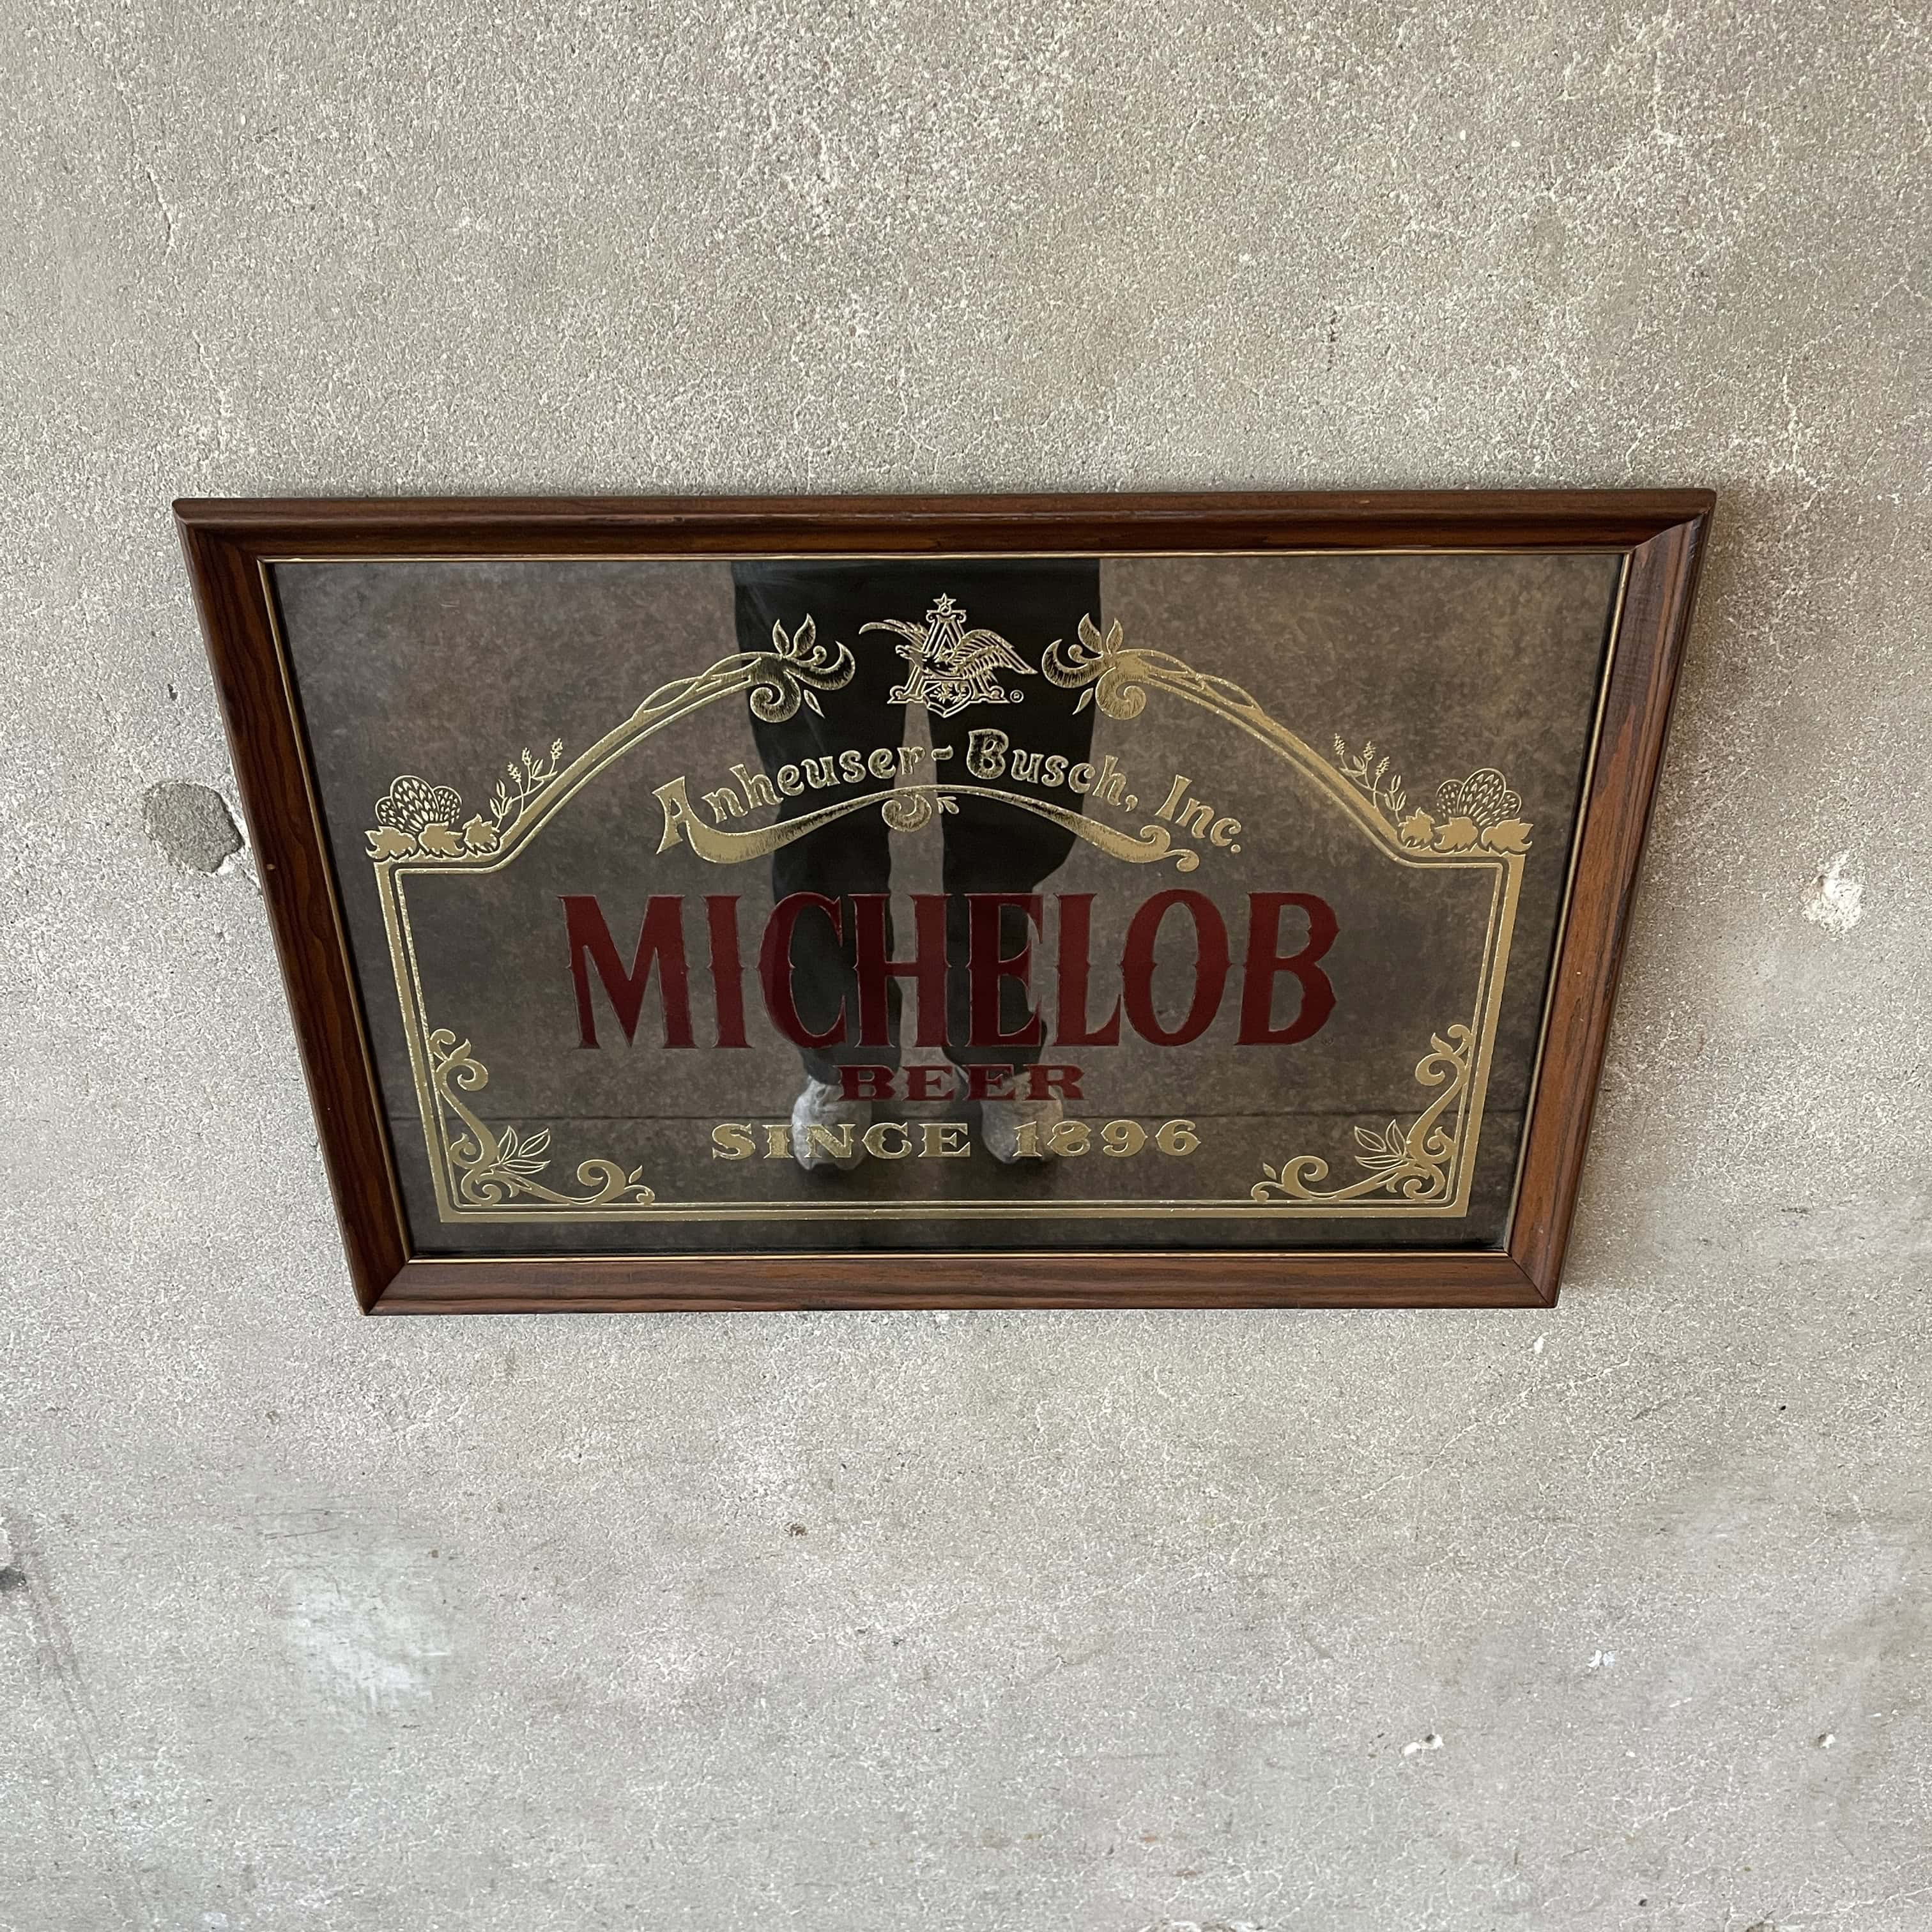 Anheuser-Busch, Inc.
MICHELOB
BEER
SINCE 1896